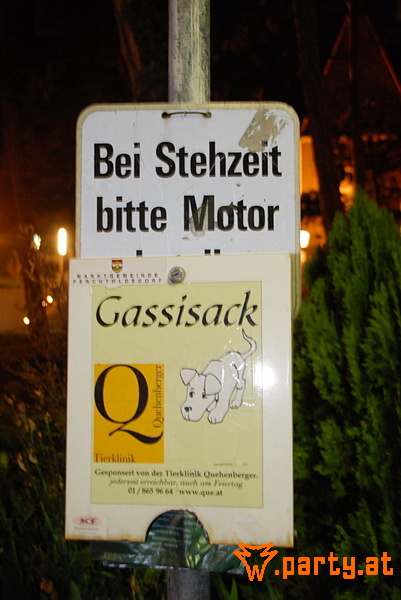 Bei Stehzeit
bitte Motor
MARKTGEMEINDE
PERCHTOLDSDORF
Gassisack
Q
Quehenberger
Tierklinik
Gesponsert von der Tierklinik Quehenberger.
jederzeit erreichbar, auch am Feiertag
01 / 865 96 64 - www.que.at
W.party.at